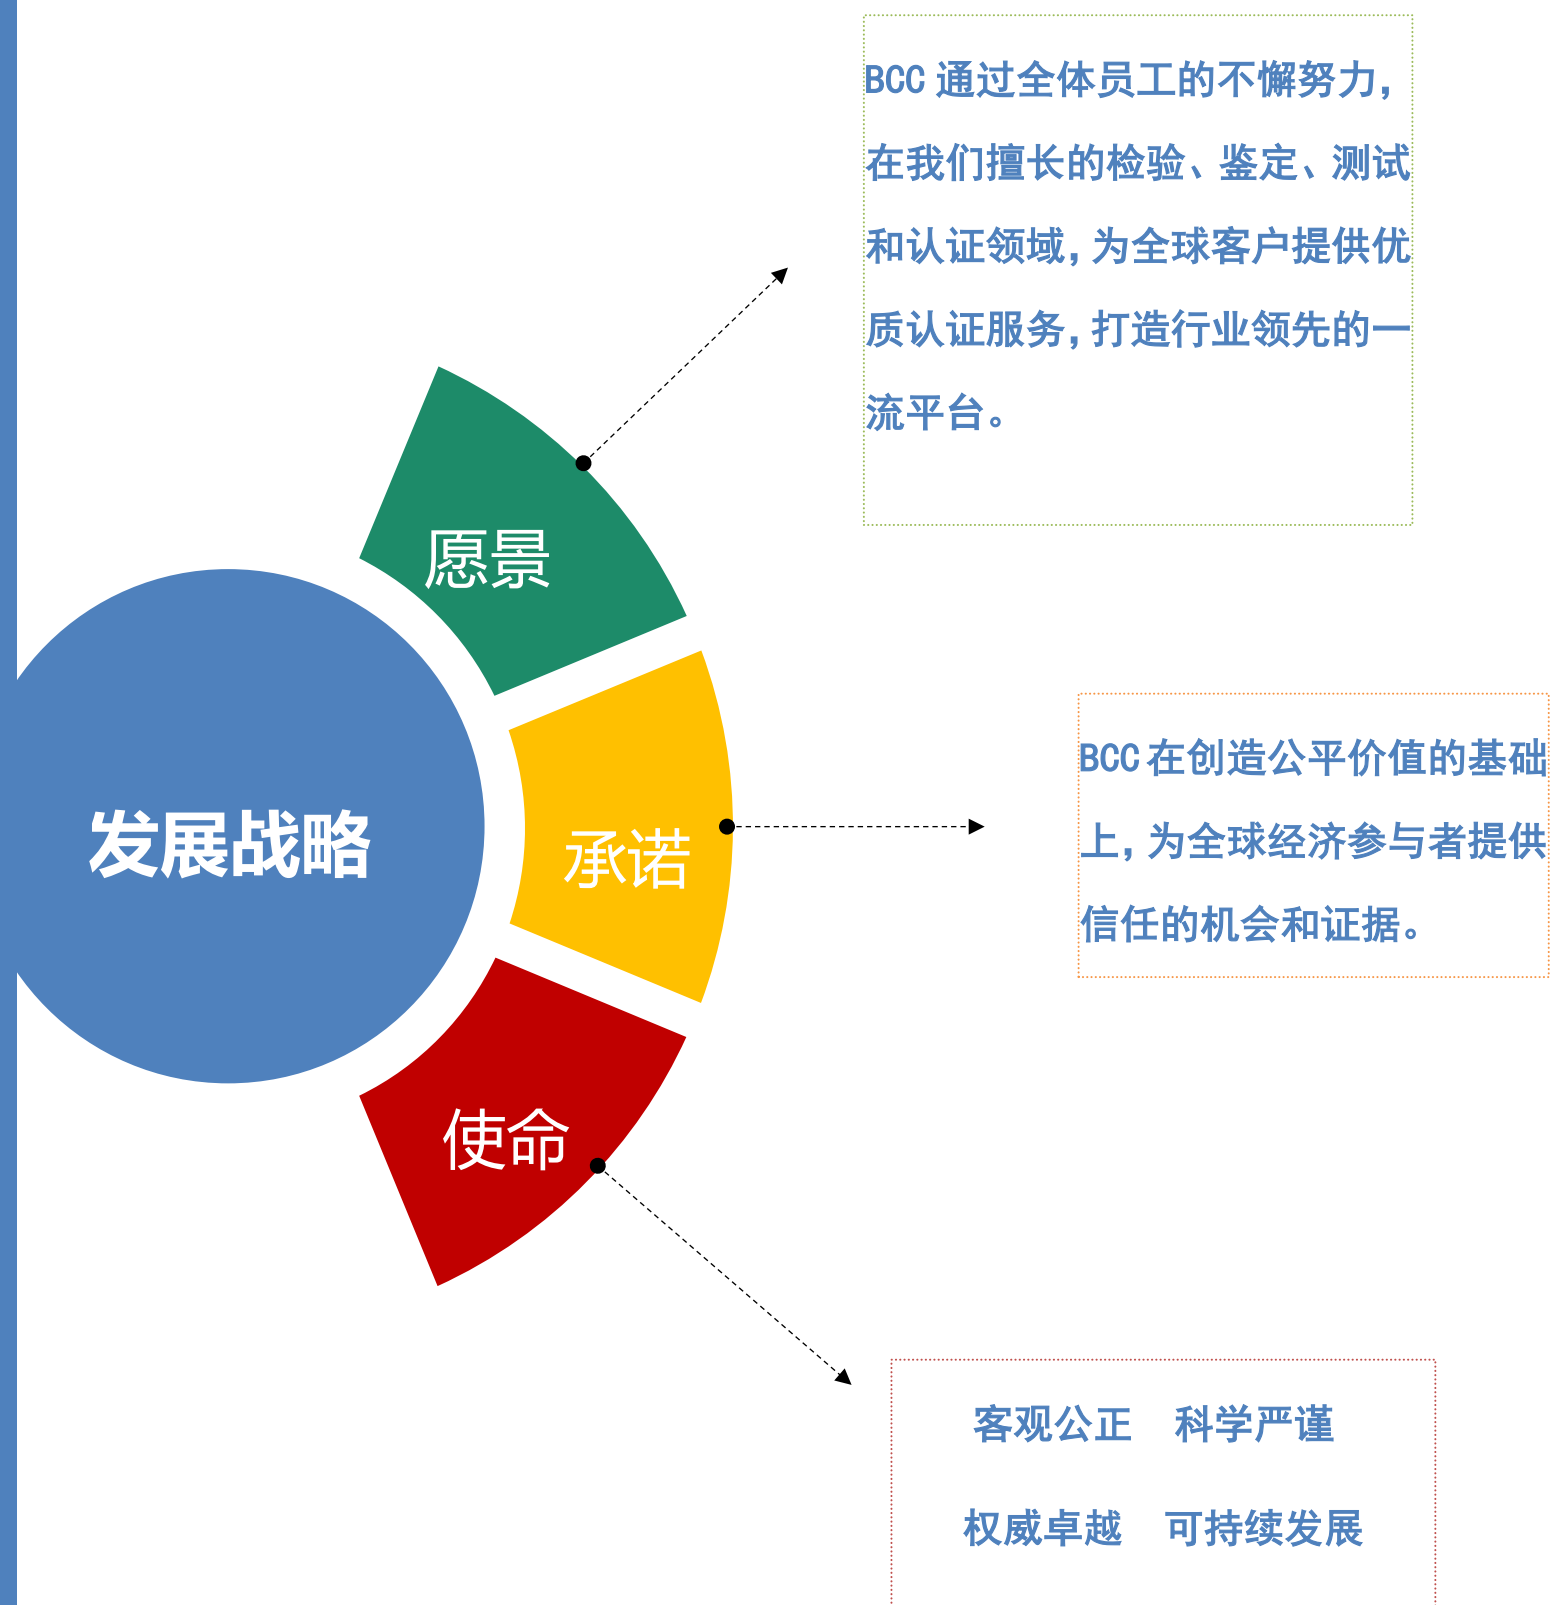 BCC 通过全体员工的不懈努力，
在我们擅长的检验、鉴定、测试
和认证领域，为全球客户提供优
质认证服务，打造行业领先的一
流平台。
愿景
发展战略
承诺
BCC 在创造公平价值的基础
上，为全球经济参与者提供
信任的机会和证据。
使命
客观公正　科学严谨
权威卓越　可持续发展